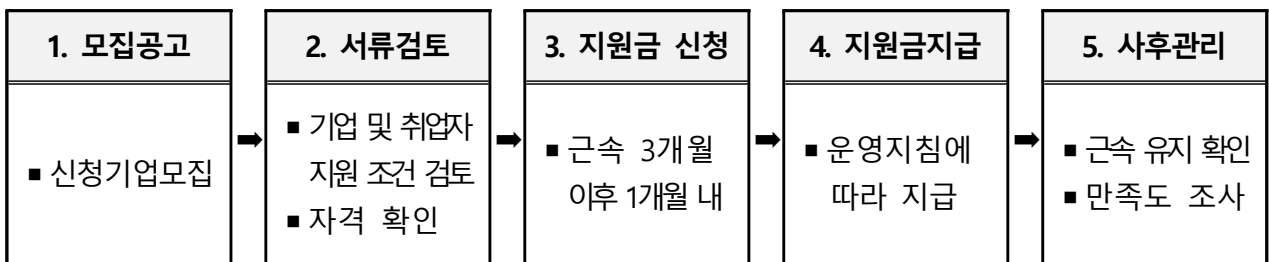 1. 모집공고
■ 신청기업모집
➡
2. 서류검토
■ 기업 및 취업자
지원 조건 검토
■ 자격 확인
➡
3. 지원금 신청
■ 근속 3개월
이후 1개월 내
➡
4. 지원금지급
■ 운영지침에
따라 지급
➡
5. 사후관리
■ 근속 유지 확인
■ 만족도 조사